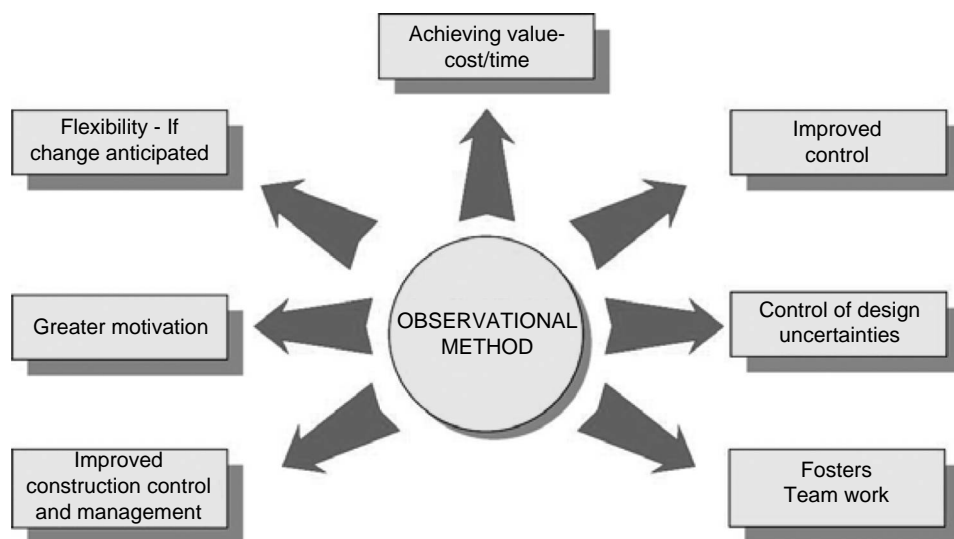 Achieving value-
cost/time
Flexibility - If
change anticipated
Improved
control
Greater motivation
OBSERVATIONAL
METHOD
Control of design
uncertainties
Improved
construction control
and management
Fosters
Team work